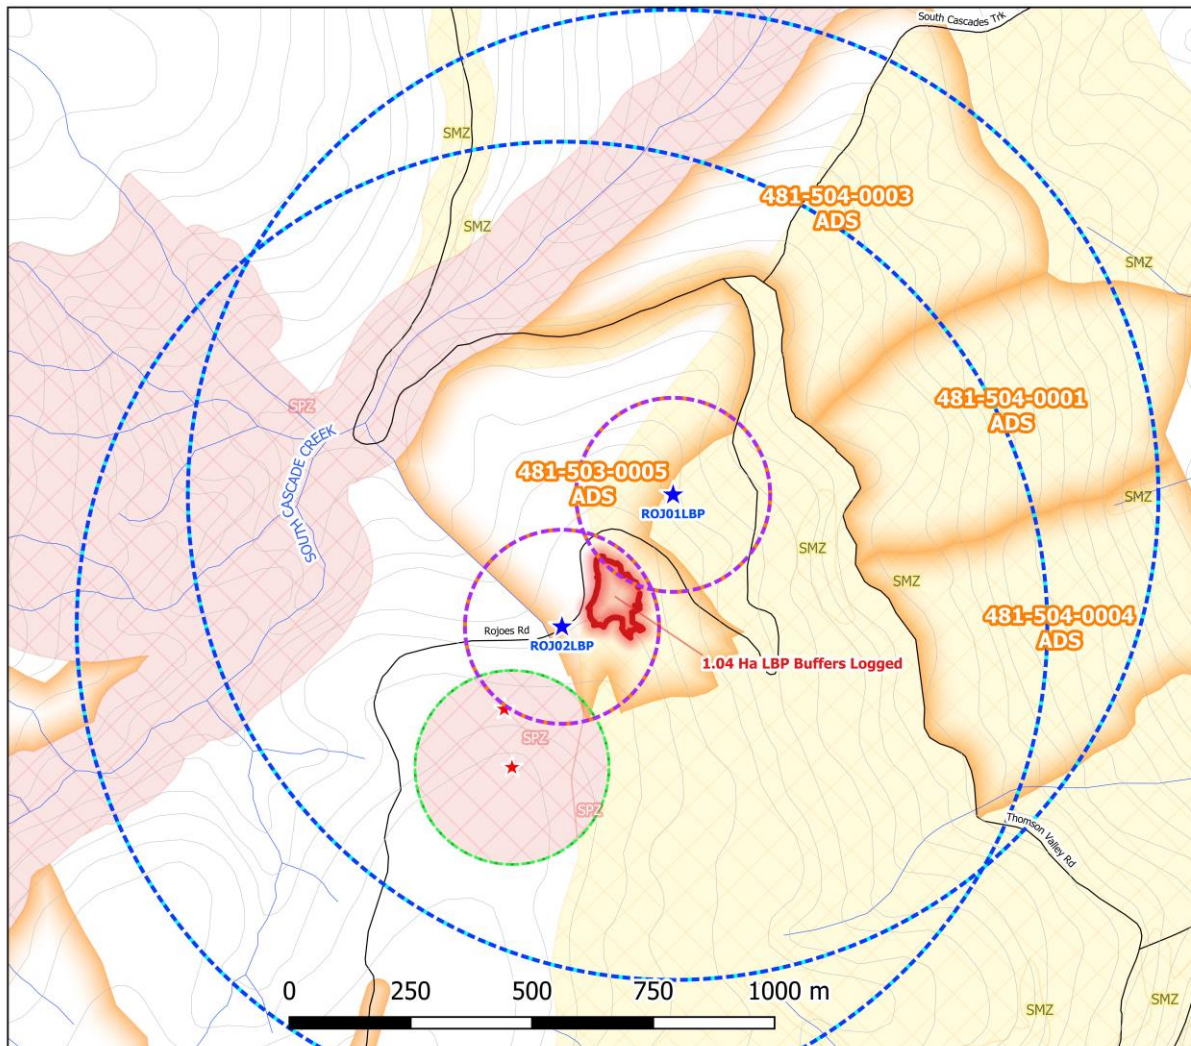 South Cascades Trk
SMZ
481-504-0003
ADS
SMZ
SMZ
481-504-0001
ADS
SPZ
SOUTH CASCADE CREEK
481-503-0005
ADS
SMZ
ROJ01LBP
SMZ
SMZ
481-504-0004
ADS
Rojoes Rd
ROJ02LBP
1.04 Ha LBP Buffers Logged
SPZ
SPZ
Thomson Valley Rd
0 250 500 750 1000 m
SMZ
SMZ